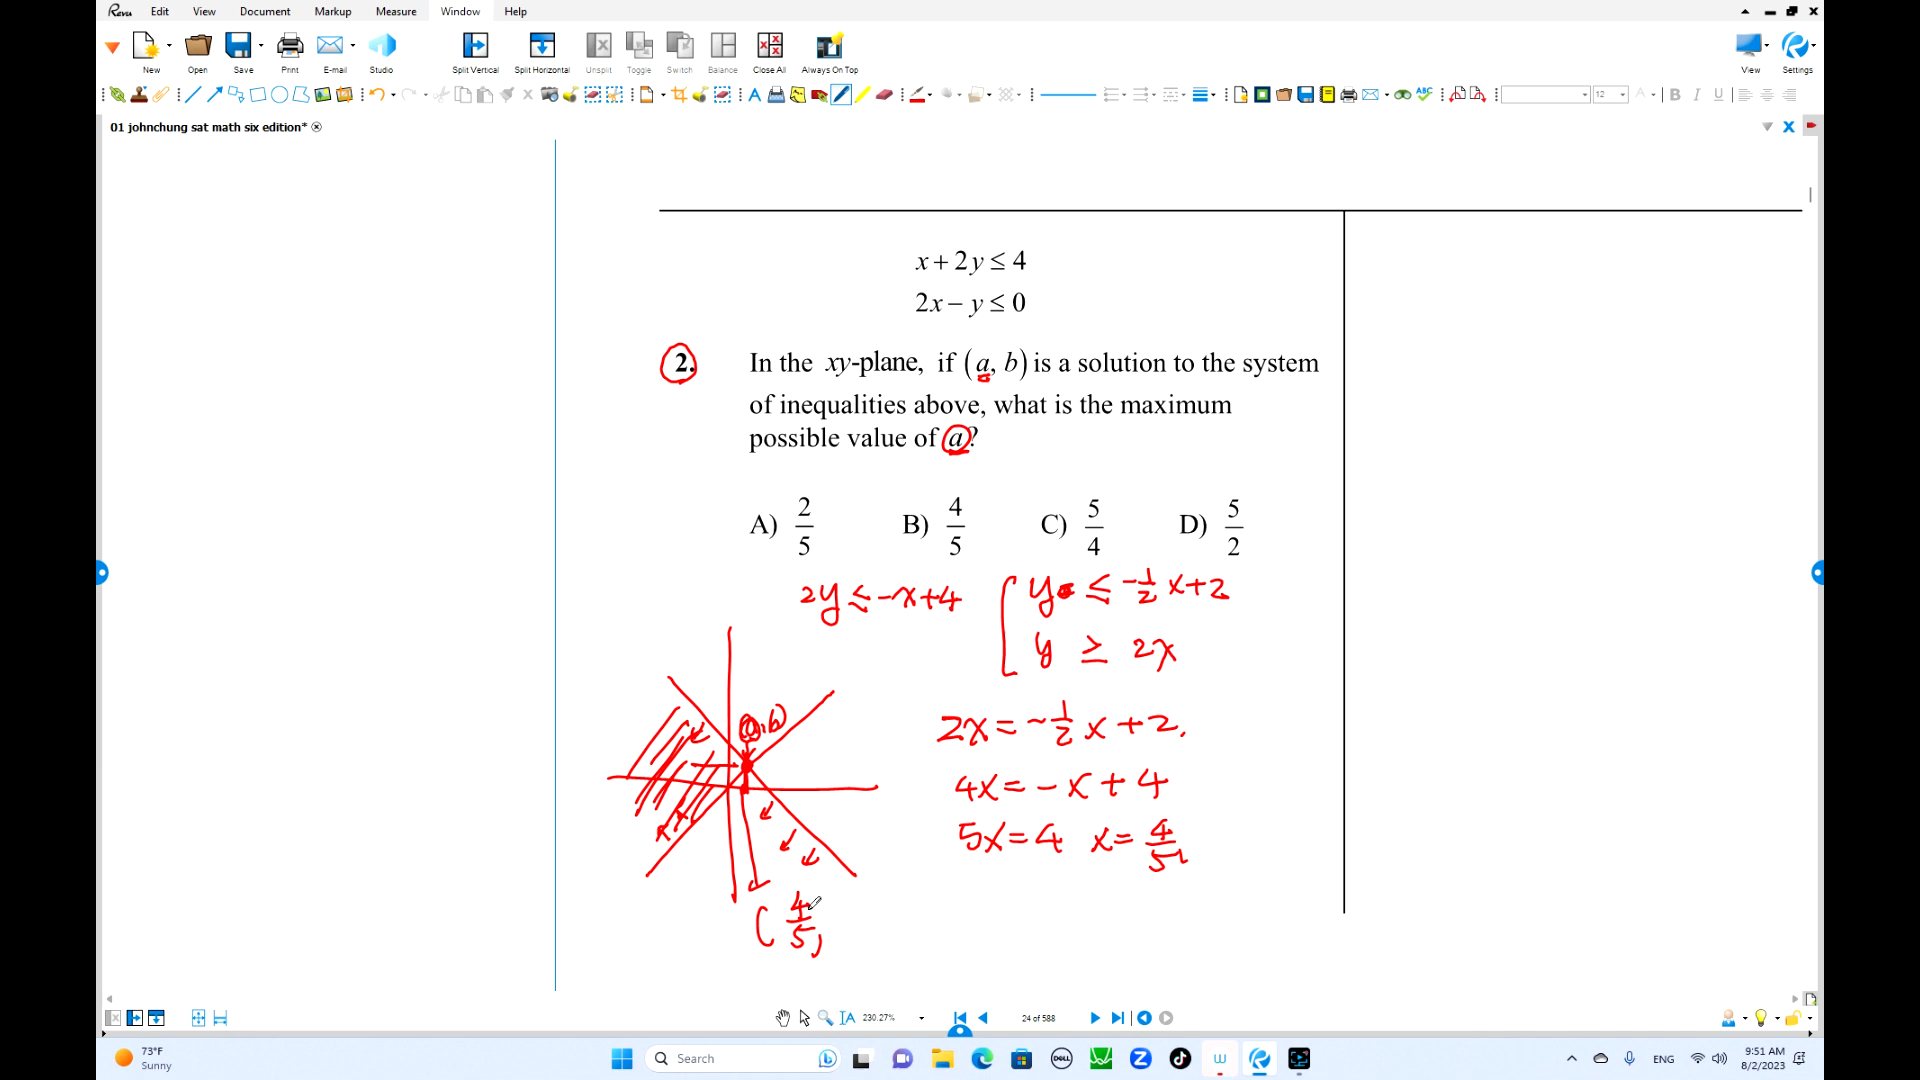 Revu File Edit View Document Markup Measure Window Help
New Open Save Print E-mail Studio Split Vertical Split Horizontal Unsplit Toggle Switch Balance Close All Always On Top View Settings
12
01 johnchung sat math six edition*
x + 2y ≤ 4
2x − y ≤ 0
2. In the xy-plane, if (a, b) is a solution to the system
of inequalities above, what is the maximum
possible value of a?
A) 2/5 B) 4/5 C) 5/4 D) 5/2
2y ≤ -x+4
y ≤ -1/2 x+2
y ≥ 2x
(a,b)
2x = -1/2 x + 2
4x = -x + 4
5x = 4 x = 4/5
( 4/5,
230.27% 24 of 588
73°F
Sunny
Search
DELL
ENG
9:51 AM
8/2/2023